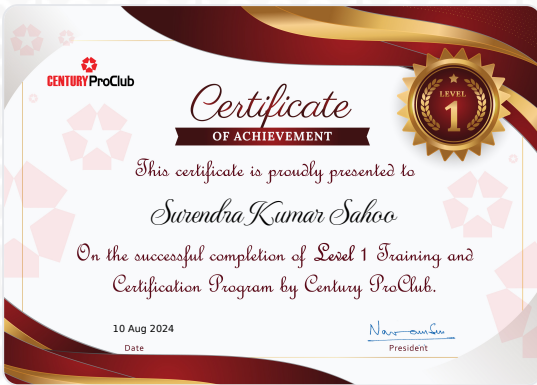 CENTURY ProClub
LEVEL
1
Certificate
OF ACHIEVEMENT
This certificate is proudly presented to
Surendra Kumar Sahoo
On the successful completion of Level 1 Training and
Certification Program by Century ProClub.
10 Aug 2024
Date
President